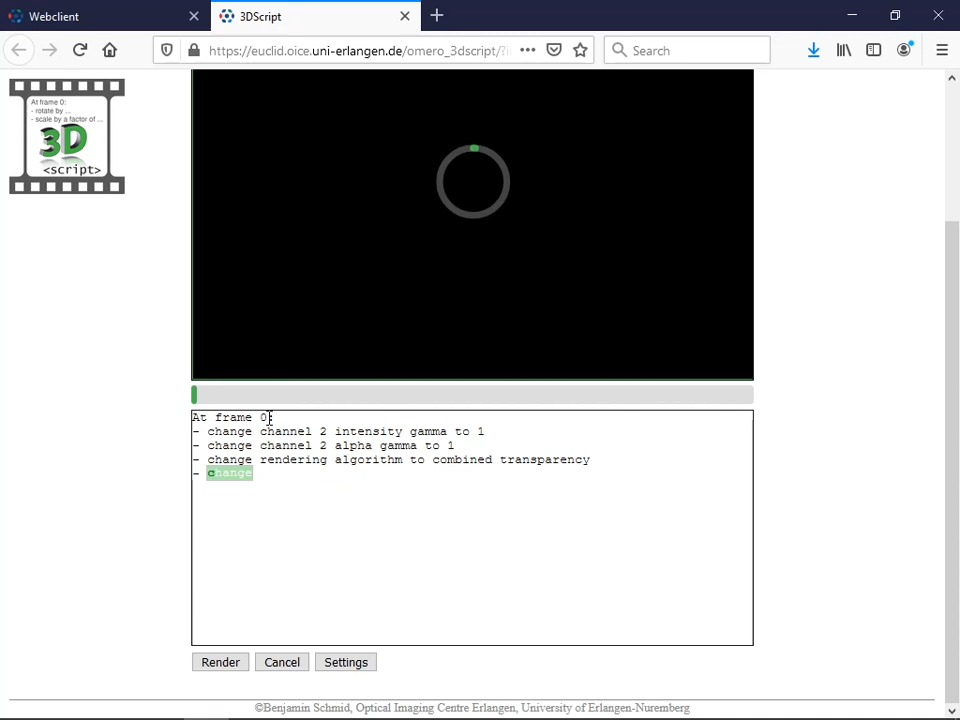 Webclient
3DScript
https://euclid.oice.uni-erlangen.de/omero_3dscript/?i
Search
At frame 0:
- rotate by ...
- scale by a factor of ...
3D
<script>
At frame 0:
- change channel 2 intensity gamma to 1
- change channel 2 alpha gamma to 1
- change rendering algorithm to combined transparency
- change
Render
Cancel
Settings
©Benjamin Schmid, Optical Imaging Centre Erlangen, University of Erlangen-Nuremberg